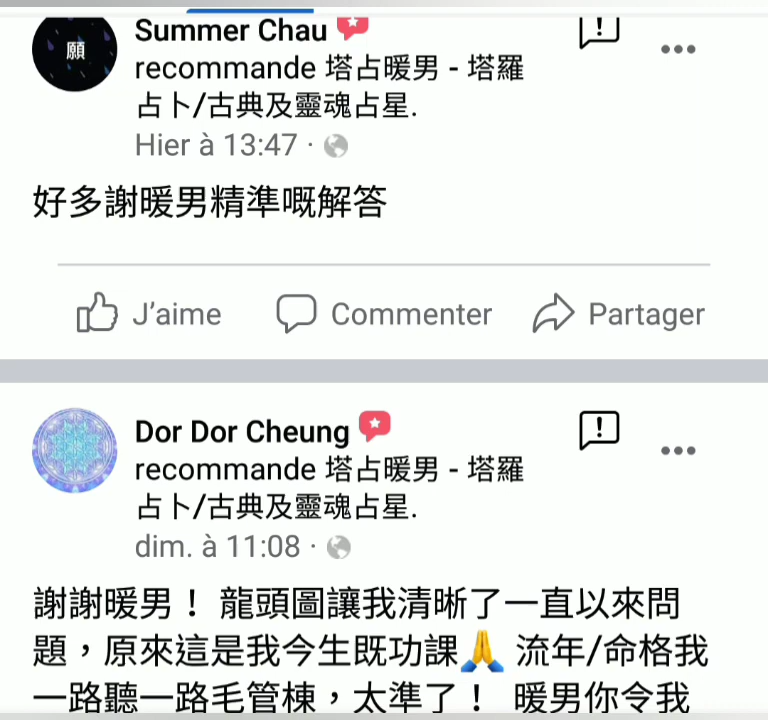 願
Summer Chau
recommande 塔占暖男 - 塔羅
占卜/古典及靈魂占星.
Hier à 13:47 ·
好多謝暖男精準嘅解答
J’aime Commenter Partager
Dor Dor Cheung
recommande 塔占暖男 - 塔羅
占卜/古典及靈魂占星.
dim. à 11:08 ·
謝謝暖男！ 龍頭圖讓我清晰了一直以來問
題，原來這是我今生既功課🙏 流年/命格我
一路聽一路毛管棟，太準了！ 暖男你令我